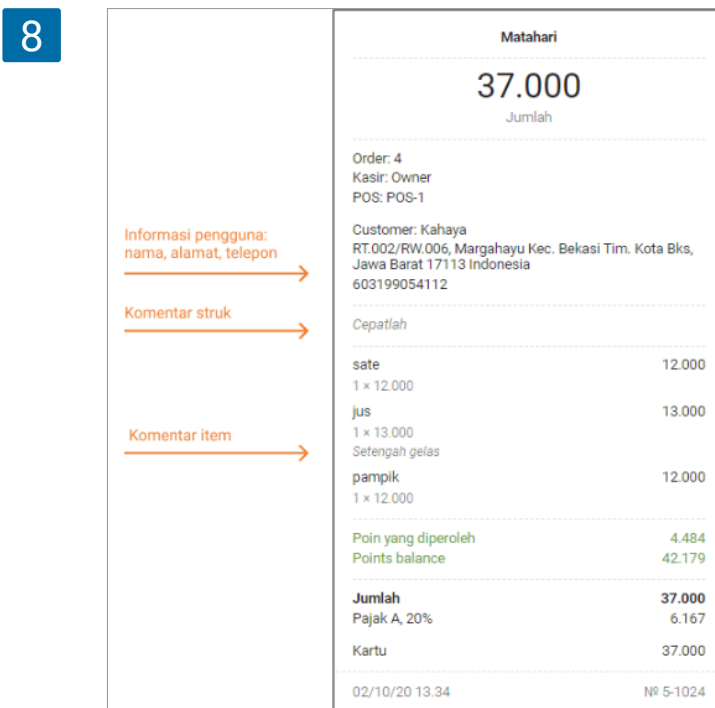 8
Matahari
37.000
Jumlah
Order: 4
Kasir: Owner
POS: POS-1
Informasi pengguna:
nama, alamat, telepon
Customer: Kahaya
RT.002/RW.006, Margahayu Kec. Bekasi Tim. Kota Bks,
Jawa Barat 17113 Indonesia
603199054112
Komentar struk
Cepatlah
sate 12.000
1 × 12.000
jus 13.000
1 × 13.000
Komentar item
Setengah gelas
pampik 12.000
1 × 12.000
Poin yang diperoleh 4.484
Points balance 42.179
Jumlah 37.000
Pajak A, 20% 6.167
Kartu 37.000
02/10/20 13.34 № 5-1024